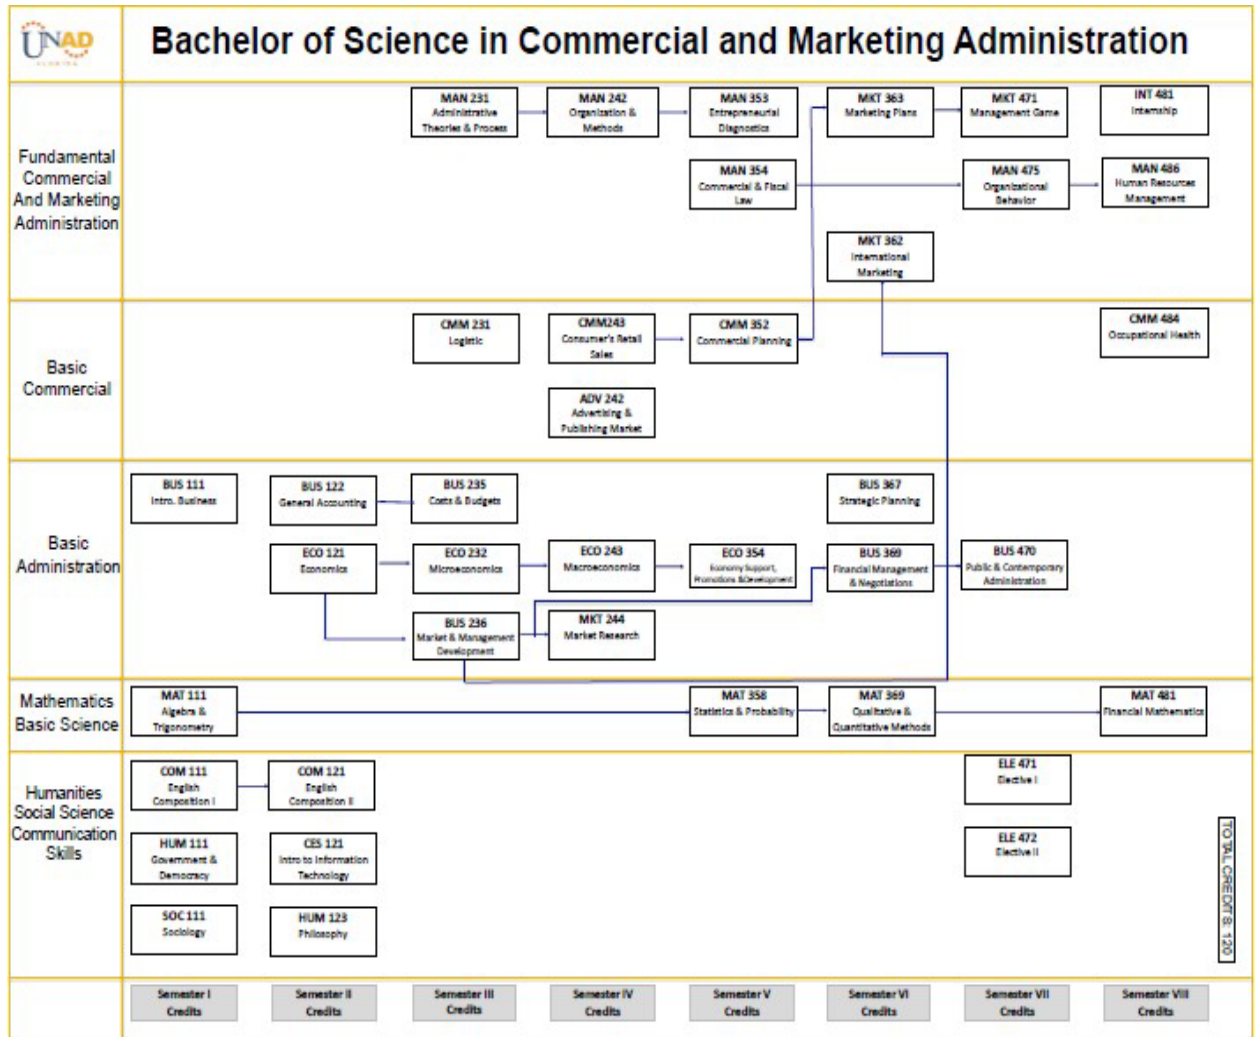 UNAD
FLORIDA
Bachelor of Science in Commercial and Marketing Administration
Fundamental
Commercial
And Marketing
Administration
MAN 231
Administrative
Theories & Process
MAN 242
Organization &
Methods
MAN 353
Entrepreneurial
Diagnostics
MKT 363
Marketing Plans
MKT 471
Management Game
INT 481
Internship
MAN 354
Commercial & Fiscal
Law
MAN 475
Organizational
Behavior
MAN 486
Human Resources
Management
MKT 362
International
Marketing
Basic
Commercial
CMM 231
Logistic
CMM243
Consumer's Retail
Sales
CMM 352
Commercial Planning
CMM 484
Occupational Health
ADV 242
Advertising &
Publishing Market
Basic
Administration
BUS 111
Intro. Business
BUS 122
General Accounting
BUS 235
Costs & Budgets
BUS 367
Strategic Planning
ECO 121
Economics
ECO 232
Microeconomics
ECO 243
Macroeconomics
ECO 354
Economy Support,
Promotions & Development
BUS 369
Financial Management
& Negotiations
BUS 470
Public & Contemporary
Administration
BUS 236
Market & Management
Development
MKT 244
Market Research
Mathematics
Basic Science
MAT 111
Algebra &
Trigonometry
MAT 358
Statistics & Probability
MAT 369
Qualitative &
Quantitative Methods
MAT 481
Financial Mathematics
Humanities
Social Science
Communication
Skills
COM 111
English
Composition I
COM 121
English
Composition II
ELE 471
Elective I
HUM 111
Government &
Democracy
CES 121
Intro to Information
Technology
ELE 472
Elective II
SOC 111
Sociology
HUM 123
Philosophy
TOTAL CREDITS: 120
Semester I
Credits
Semester II
Credits
Semester III
Credits
Semester IV
Credits
Semester V
Credits
Semester VI
Credits
Semester VII
Credits
Semester VIII
Credits